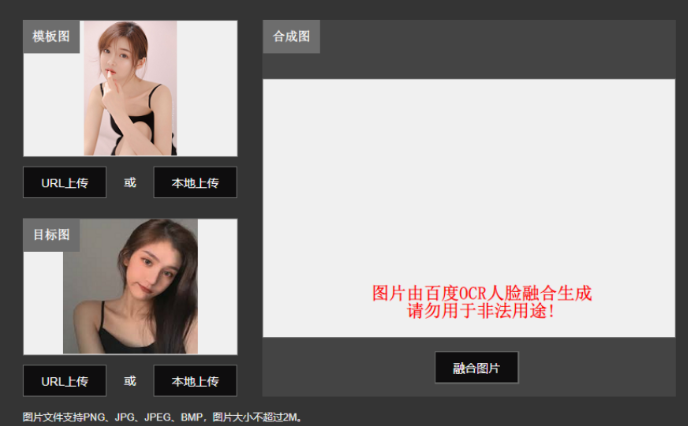 模板图
URL上传 或 本地上传
目标图
URL上传 或 本地上传
图片文件支持PNG、JPG、JPEG、BMP，图片大小不超过2M。
合成图
图片由百度OCR人脸融合生成
请勿用于非法用途!
融合图片